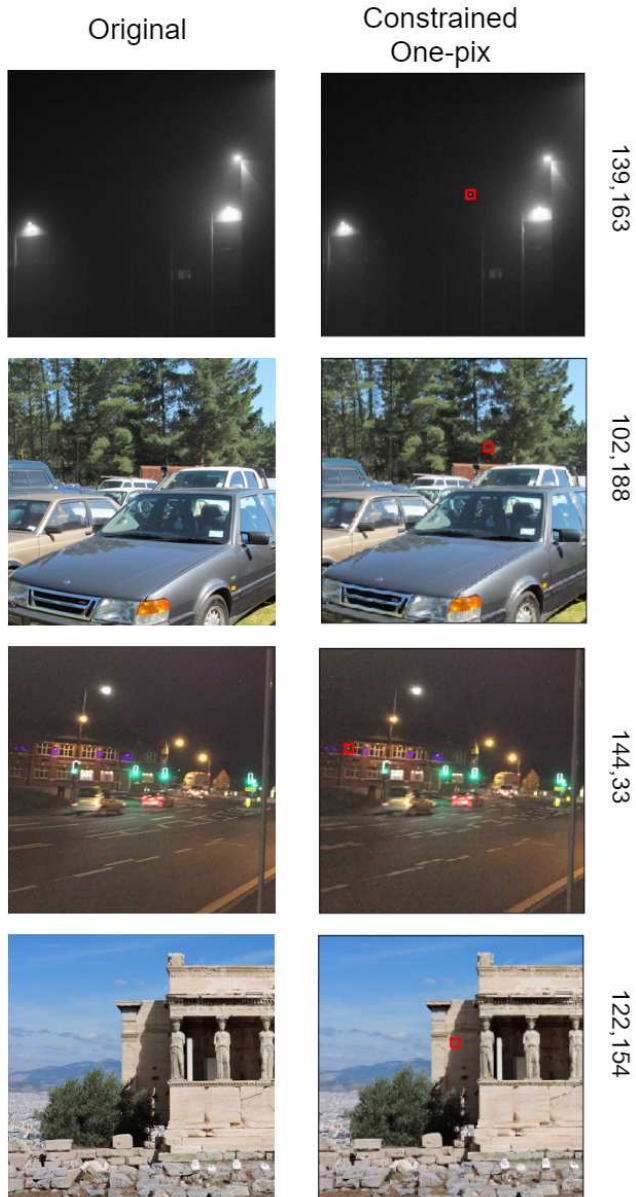 Original
Constrained
One-pix
139,163
102,188
144,33
122,154